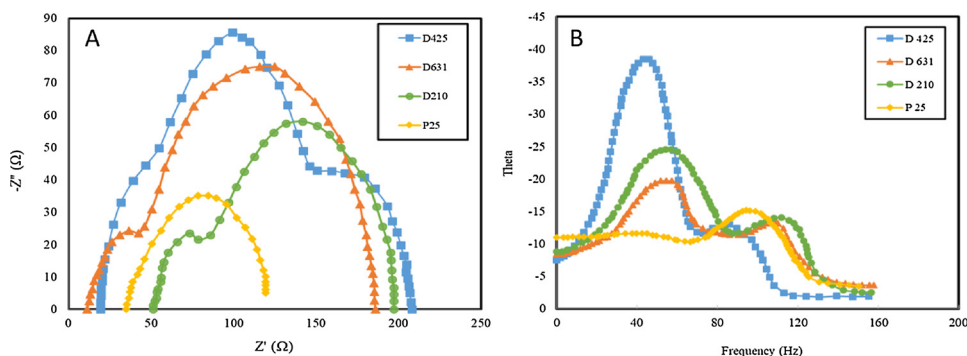 A
D425
D631
D210
P25
90
80
70
60
50
40
30
20
10
0
-Z" (Ω)
0 50 100 150 200 250
Z' (Ω)
B
D 425
D 631
D 210
P 25
-45
-40
-35
-30
-25
-20
-15
-10
-5
0
Theta
0 40 80 120 160 200
Frequency (Hz)